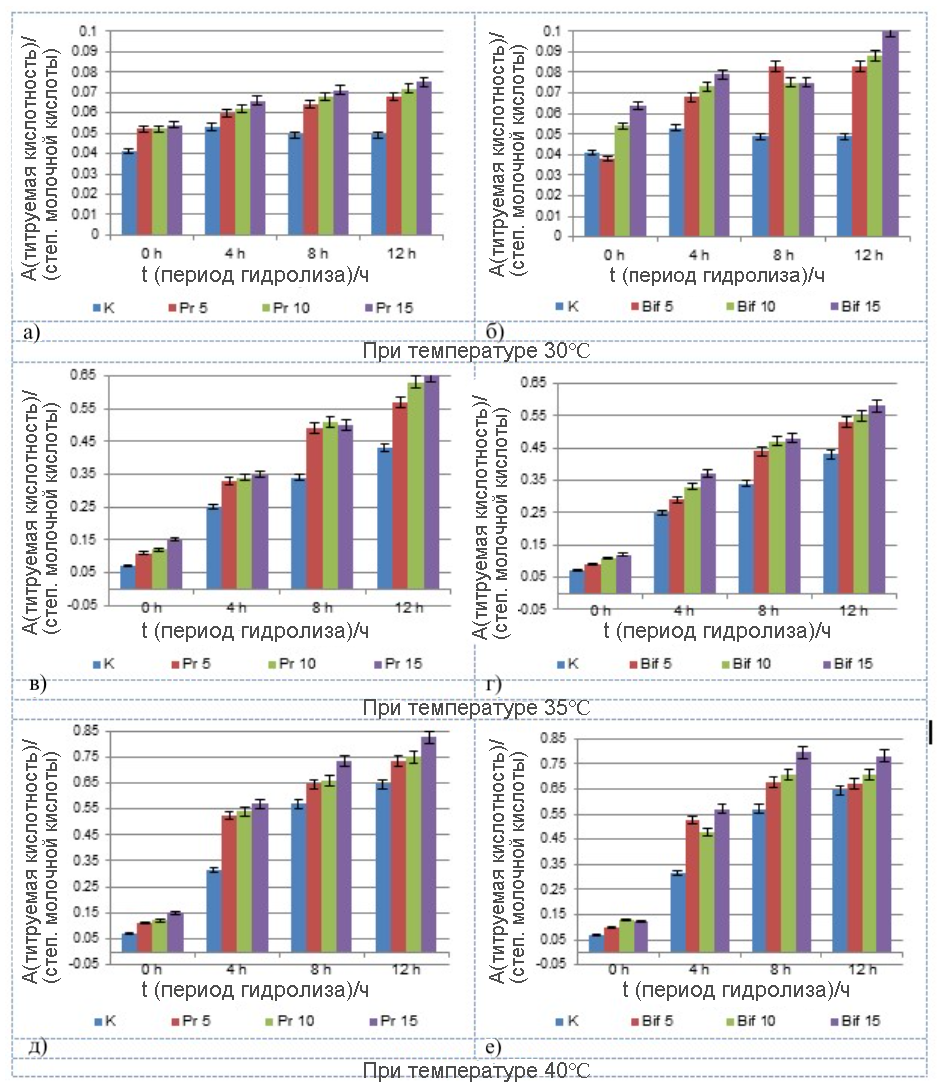 A(титруемая кислотность)/
(степ. молочной кислоты)
0.1
0.09
0.08
0.07
0.06
0.05
0.04
0.03
0.02
0.01
0
0 h 4 h 8 h 12 h
t (период гидролиза)/ч
K Pr 5 Pr 10 Pr 15
а)
A(титруемая кислотность)/
(степ. молочной кислоты)
0.1
0.09
0.08
0.07
0.06
0.05
0.04
0.03
0.02
0.01
0
0 h 4 h 8 h 12 h
t (период гидролиза)/ч
K Bif 5 Bif 10 Bif 15
б)
При температуре 30℃
A(титруемая кислотность)/
(степ. молочной кислоты)
0.65
0.55
0.45
0.35
0.25
0.15
0.05
-0.05
0 h 4 h 8 h 12 h
t (период гидролиза)/ч
K Pr 5 Pr 10 Pr 15
в)
A(титруемая кислотность)/
(степ. молочной кислоты)
0.65
0.55
0.45
0.35
0.25
0.15
0.05
-0.05
0 h 4 h 8 h 12 h
t (период гидролиза)/ч
K Bif 5 Bif 10 Bif 15
г)
При температуре 35℃
A(титруемая кислотность)/
(степ. молочной кислоты)
0.85
0.75
0.65
0.55
0.45
0.35
0.25
0.15
0.05
-0.05
0 h 4 h 8 h 12 h
t (период гидролиза)/ч
K Pr 5 Pr 10 Pr 15
д)
A(титруемая кислотность)/
(степ. молочной кислоты)
0.85
0.75
0.65
0.55
0.45
0.35
0.25
0.15
0.05
-0.05
0 h 4 h 8 h 12 h
t (период гидролиза)/ч
K Bif 5 Bif 10 Bif 15
е)
При температуре 40℃